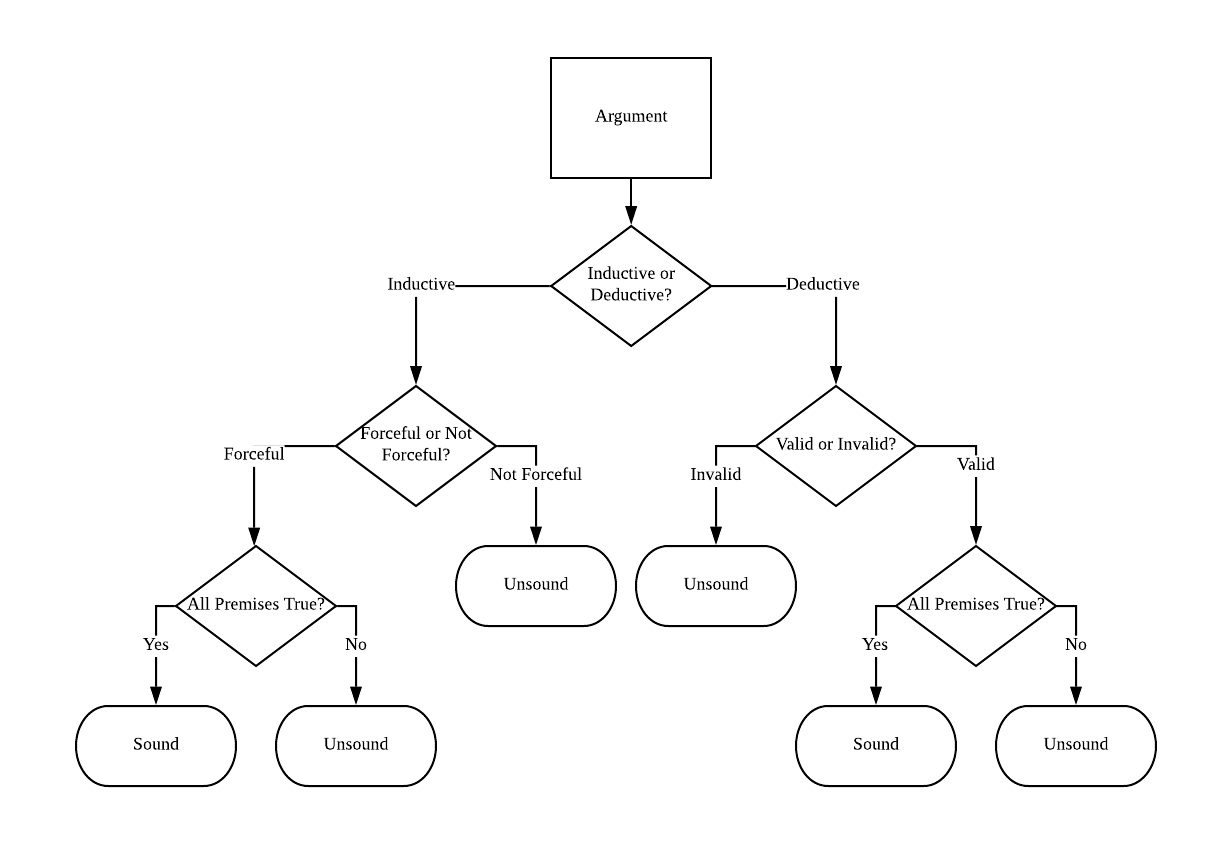 Argument
Inductive or
Deductive?
Inductive
Deductive
Forceful or Not
Forceful?
Valid or Invalid?
Forceful
Not Forceful
Invalid
Valid
Unsound
Unsound
All Premises True?
All Premises True?
Yes
No
Yes
No
Sound
Unsound
Sound
Unsound